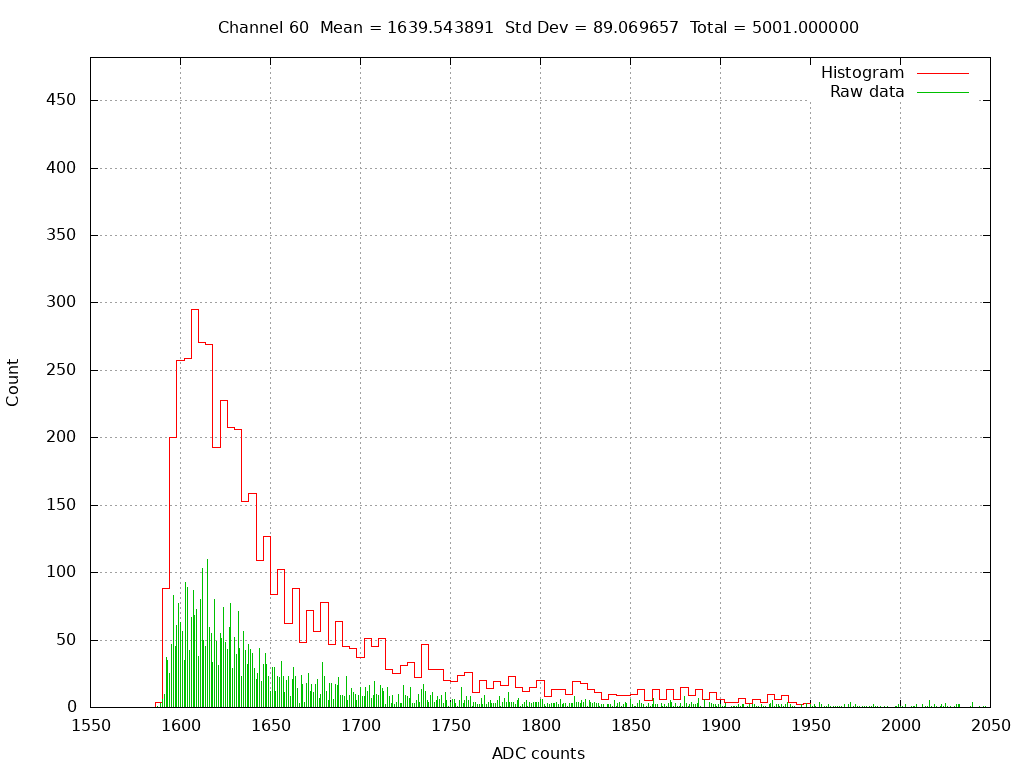 Channel 60  Mean = 1639.543891  Std Dev = 89.069657  Total = 5001.000000
Histogram
Raw data
450
400
350
300
250
200
150
100
50
0
Count
1550 1600 1650 1700 1750 1800 1850 1900 1950 2000 2050
ADC counts